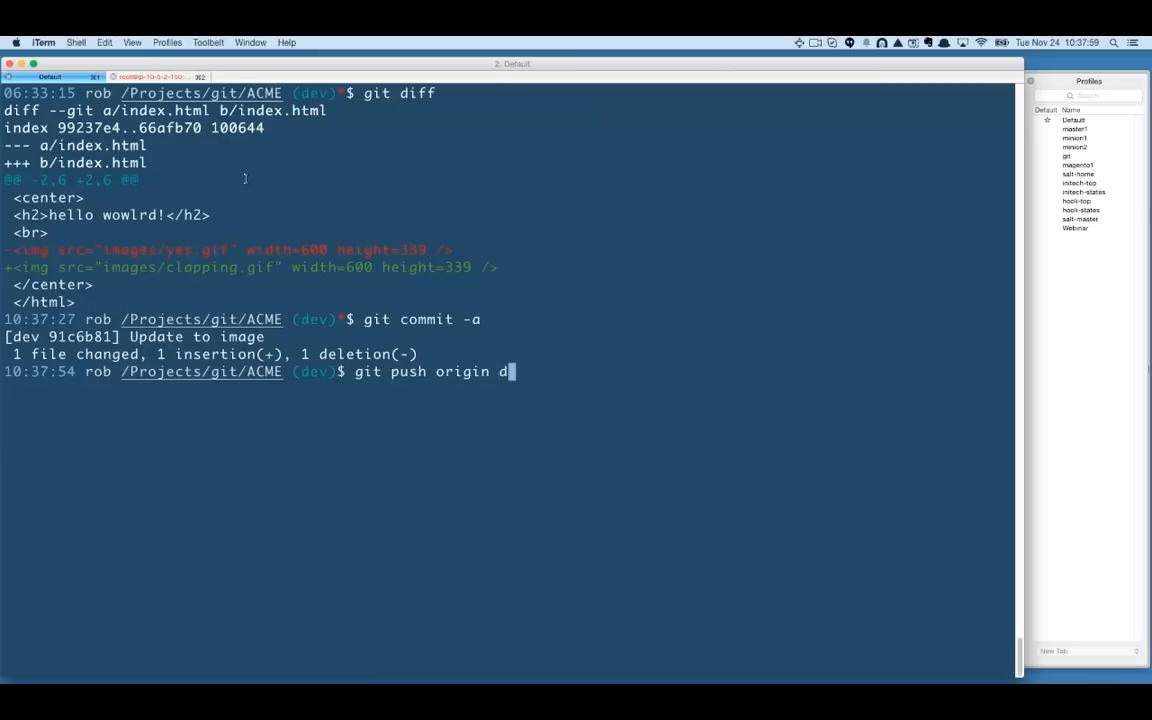 iTerm Shell Edit View Profiles Toolbelt Window Help
Tue Nov 24 10:37:59
2. Default
Default ⌘1
⌘2
06:33:15 rob /Projects/git/ACME (dev)*$ git diff
diff --git a/index.html b/index.html
index 99237e4..66afb70 100644
--- a/index.html
+++ b/index.html
@@ -2,6 +2,6 @@
<center>
<h2>hello wowlrd!</h2>
<br>
-<img src="images/yes.gif" width=600 height=339 />
+<img src="images/clapping.gif" width=600 height=339 />
</center>
</html>
10:37:27 rob /Projects/git/ACME (dev)*$ git commit -a
[dev 91c6b81] Update to image
1 file changed, 1 insertion(+), 1 deletion(-)
10:37:54 rob /Projects/git/ACME (dev)$ git push origin d
Profiles
Search
Default Name
Default
master1
minion1
minion2
git
magento1
salt-home
initech-top
initech-states
hooli-top
hooli-states
salt-master
Webinar
New Tab